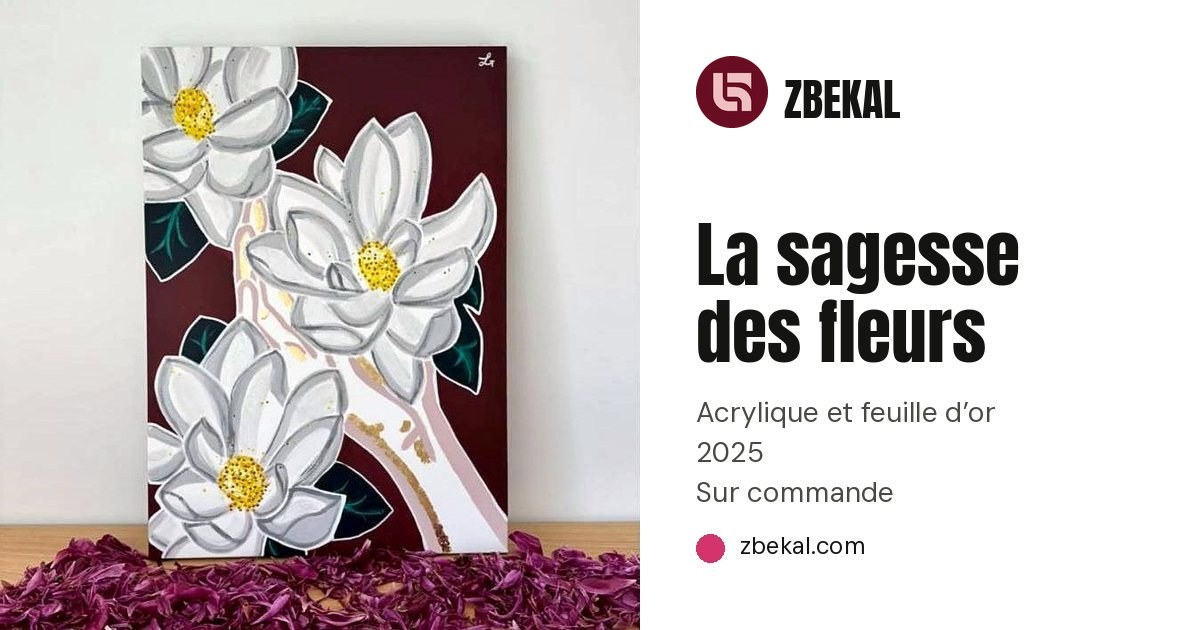 ZBEKAL
La sagesse
des fleurs
Acrylique et feuille d’or
2025
Sur commande
zbekal.com